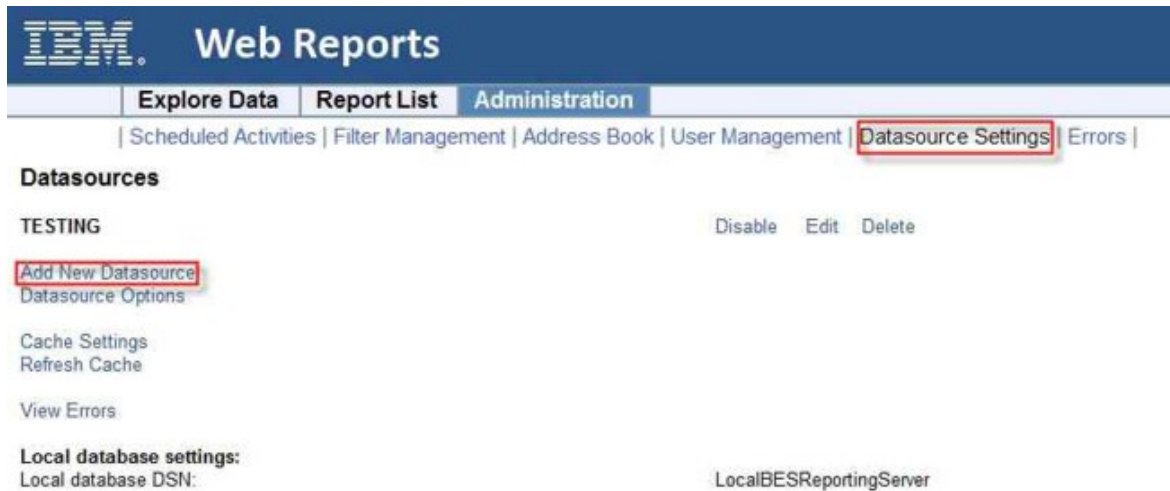 IBM. Web Reports
Explore Data Report List Administration
| Scheduled Activities | Filter Management | Address Book | User Management | Datasource Settings | Errors |
Datasources
TESTING Disable Edit Delete
Add New Datasource
Datasource Options
Cache Settings
Refresh Cache
View Errors
Local database settings:
Local database DSN: LocalBESReportingServer